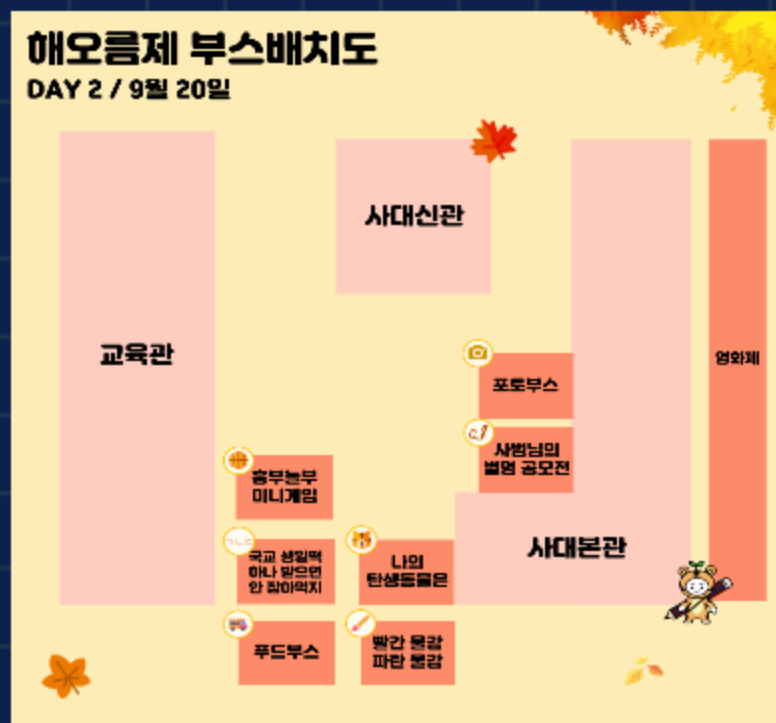 해오름제 부스배치도
DAY 2 / 9월 20일
사대신관
교육관
영화제
포토부스
사범님의
별명 공모전
흥부놀부
미니게임
사대본관
국교 생일떡
하나 받으면
안 잡아먹지
나의
탄생동물은
푸드부스
빨간 물감
파란 물감